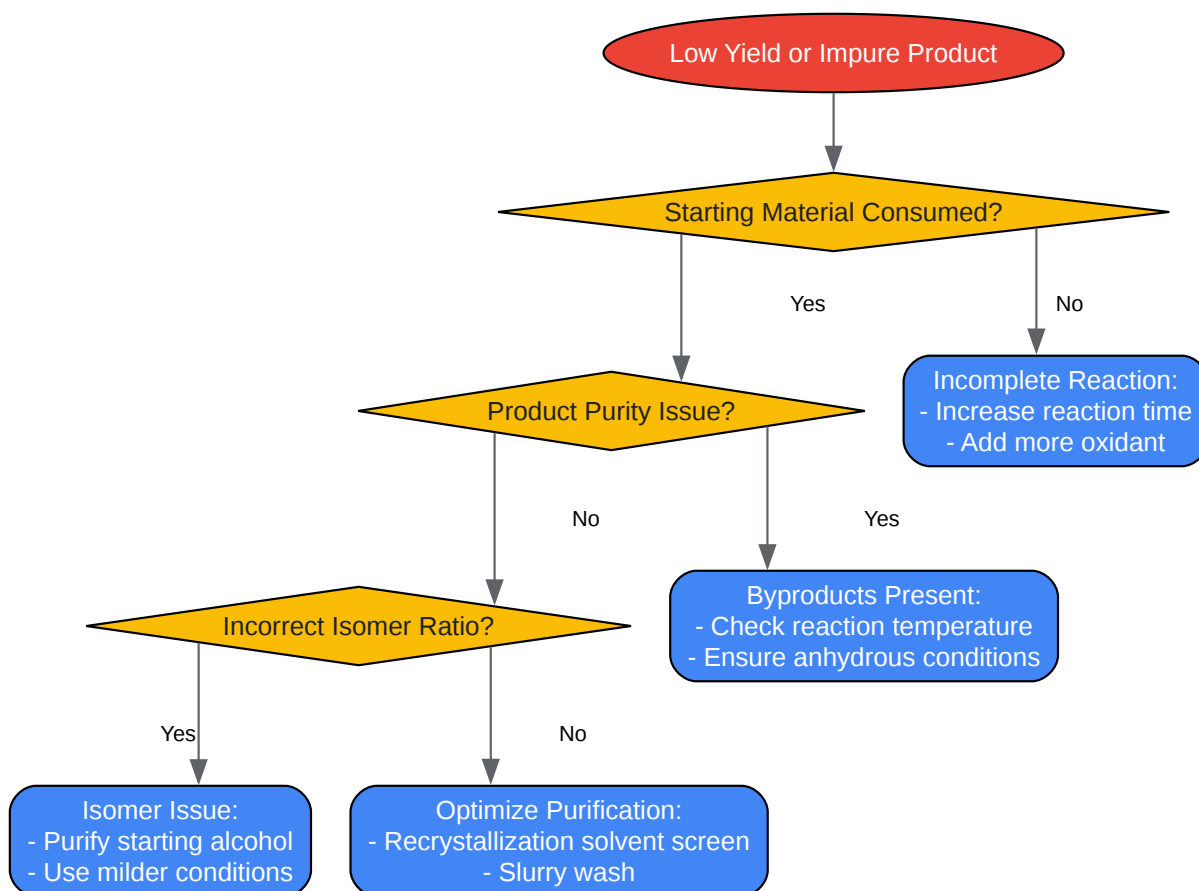 Low Yield or Impure Product
Starting Material Consumed?
Yes
No
Incomplete Reaction:
- Increase reaction time
- Add more oxidant
Product Purity Issue?
No
Yes
Byproducts Present:
- Check reaction temperature
- Ensure anhydrous conditions
Incorrect Isomer Ratio?
Yes
No
Isomer Issue:
- Purify starting alcohol
- Use milder conditions
Optimize Purification:
- Recrystallization solvent screen
- Slurry wash